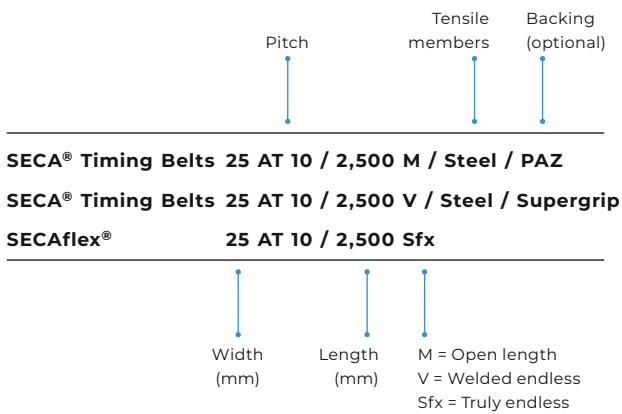 Tensile Backing
Pitch members (optional)
SECA® Timing Belts 25 AT 10 / 2,500 M / Steel / PAZ
SECA® Timing Belts 25 AT 10 / 2,500 V / Steel / Supergrip
SECAflex® 25 AT 10 / 2,500 Sfx
Width Length M = Open length
(mm) (mm) V = Welded endless
Sfx = Truly endless